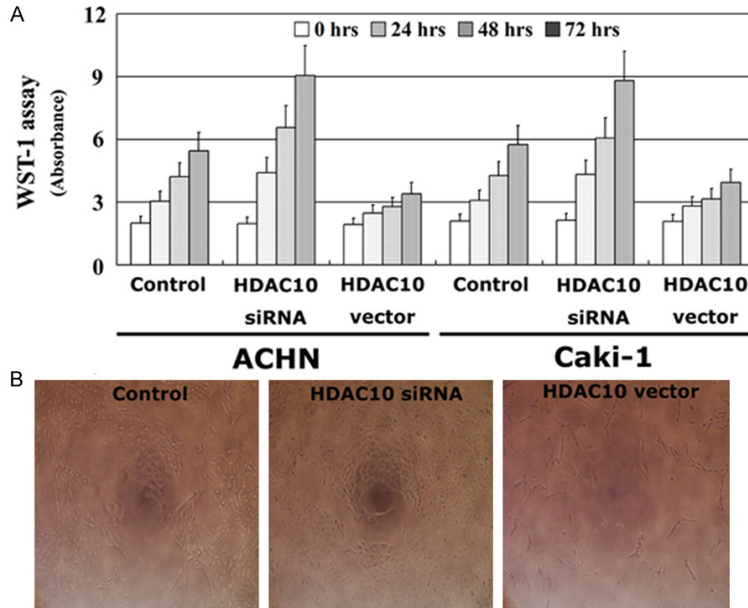 A
12
9
6
3
0
WST-1 assay
(Absorbance)
0 hrs 24 hrs 48 hrs 72 hrs
Control HDAC10 HDAC10 Control HDAC10 HDAC10
siRNA vector siRNA vector
ACHN Caki-1
B
Control HDAC10 siRNA HDAC10 vector